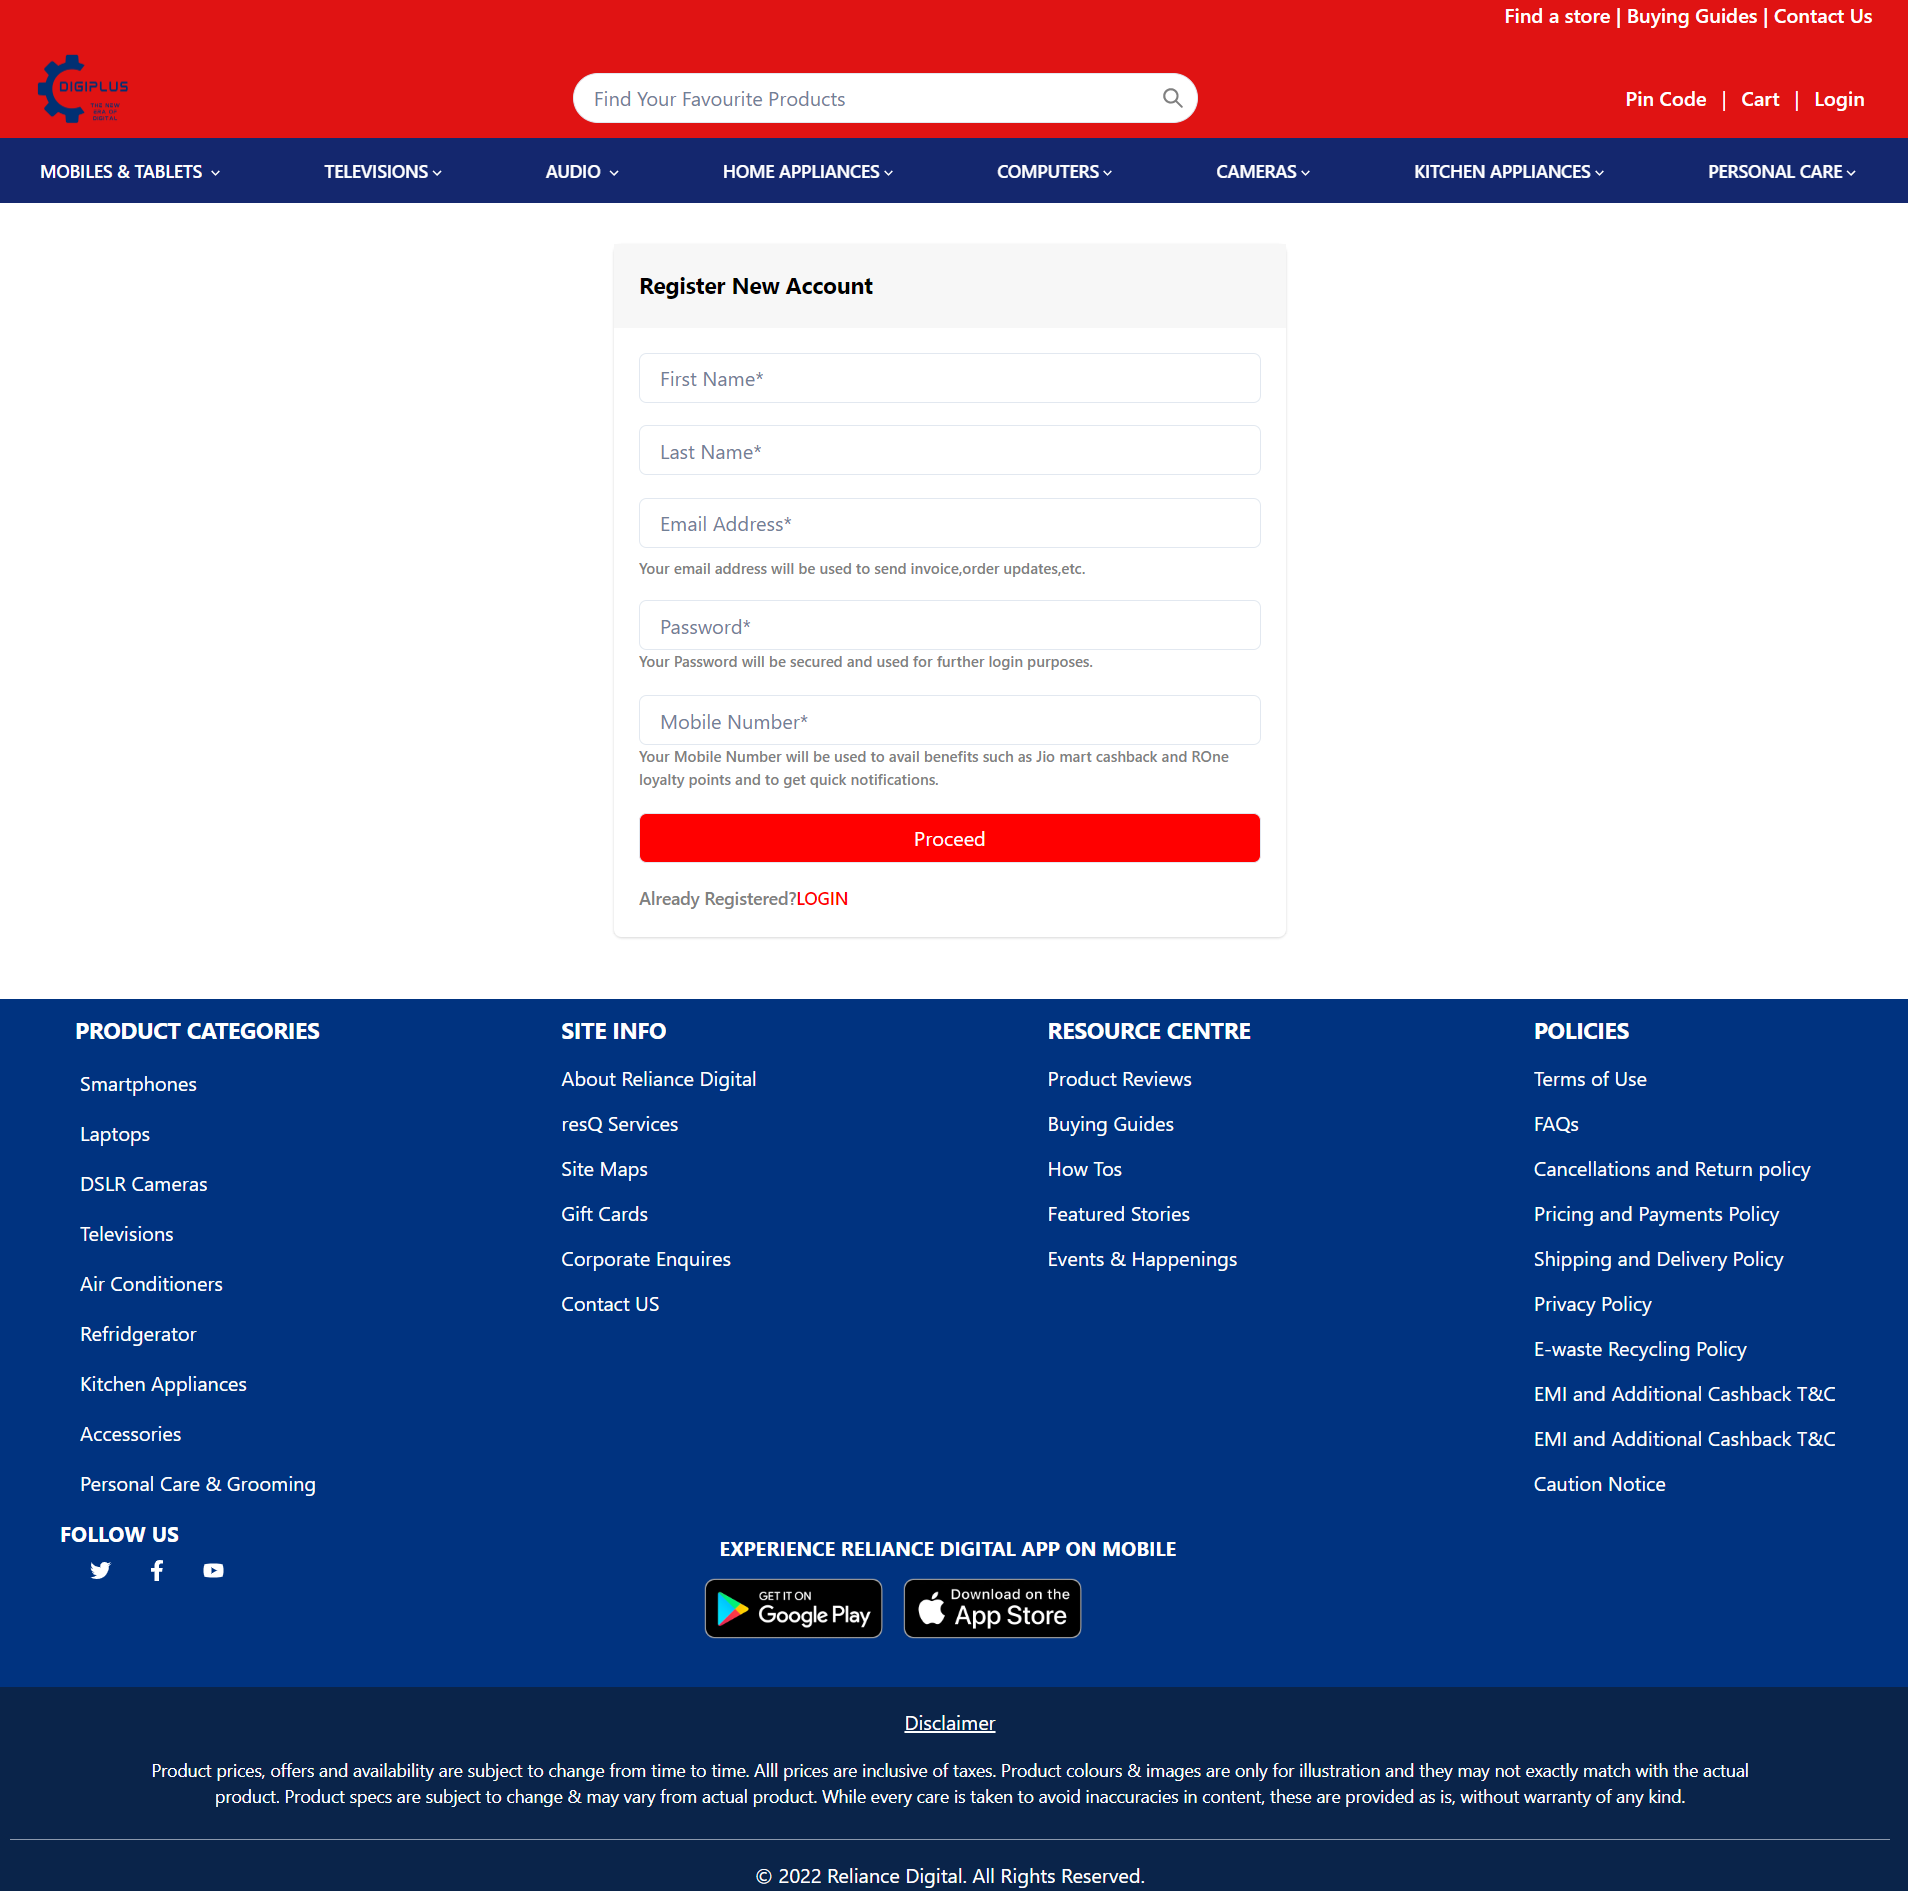 Find a store | Buying Guides | Contact Us
DIGIPLUS
THE NEW
ERA OF
DIGITAL
Find Your Favourite Products
Pin Code | Cart | Login
MOBILES & TABLETS TELEVISIONS AUDIO HOME APPLIANCES COMPUTERS CAMERAS KITCHEN APPLIANCES PERSONAL CARE
Register New Account
First Name*
Last Name*
Email Address*
Your email address will be used to send invoice,order updates,etc.
Password*
Your Password will be secured and used for further login purposes.
Mobile Number*
Your Mobile Number will be used to avail benefits such as Jio mart cashback and ROne
loyalty points and to get quick notifications.
Proceed
Already Registered?LOGIN
PRODUCT CATEGORIES
Smartphones
Laptops
DSLR Cameras
Televisions
Air Conditioners
Refridgerator
Kitchen Appliances
Accessories
Personal Care & Grooming
SITE INFO
About Reliance Digital
resQ Services
Site Maps
Gift Cards
Corporate Enquires
Contact US
RESOURCE CENTRE
Product Reviews
Buying Guides
How Tos
Featured Stories
Events & Happenings
POLICIES
Terms of Use
FAQs
Cancellations and Return policy
Pricing and Payments Policy
Shipping and Delivery Policy
Privacy Policy
E-waste Recycling Policy
EMI and Additional Cashback T&C
EMI and Additional Cashback T&C
Caution Notice
FOLLOW US
EXPERIENCE RELIANCE DIGITAL APP ON MOBILE
GET IT ON
Google Play
Download on the
App Store
Disclaimer
Product prices, offers and availability are subject to change from time to time. Alll prices are inclusive of taxes. Product colours & images are only for illustration and they may not exactly match with the actual
product. Product specs are subject to change & may vary from actual product. While every care is taken to avoid inaccuracies in content, these are provided as is, without warranty of any kind.
© 2022 Reliance Digital. All Rights Reserved.